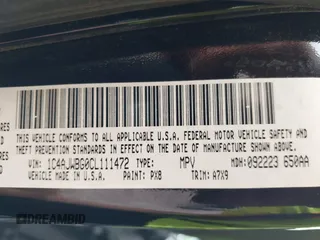 THIS VEHICLE CONFORMS TO ALL APPLICABLE U.S.A. FEDERAL MOTOR VEHICLE SAFETY AND
THEFT PREVENTION STANDARDS IN EFFECT ON THE DATE OF MANUFACTURE SHOWN ABOVE.
VEHICLE MADE IN U.S.A.
VIN: 1C4AJWBG0CL111472 TYPE: MPV MDH: 092223 650AA
PAINT: PX8 TRIM: A7X9
DREAMBID